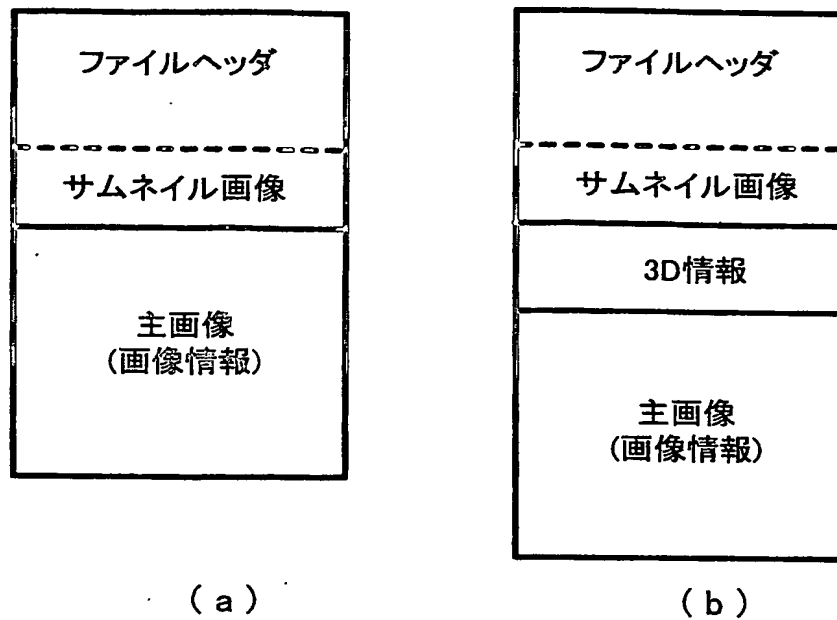 ファイルヘッダ
サムネイル画像
主画像
(画像情報)
(a)
ファイルヘッダ
サムネイル画像
3D情報
主画像
(画像情報)
(b)